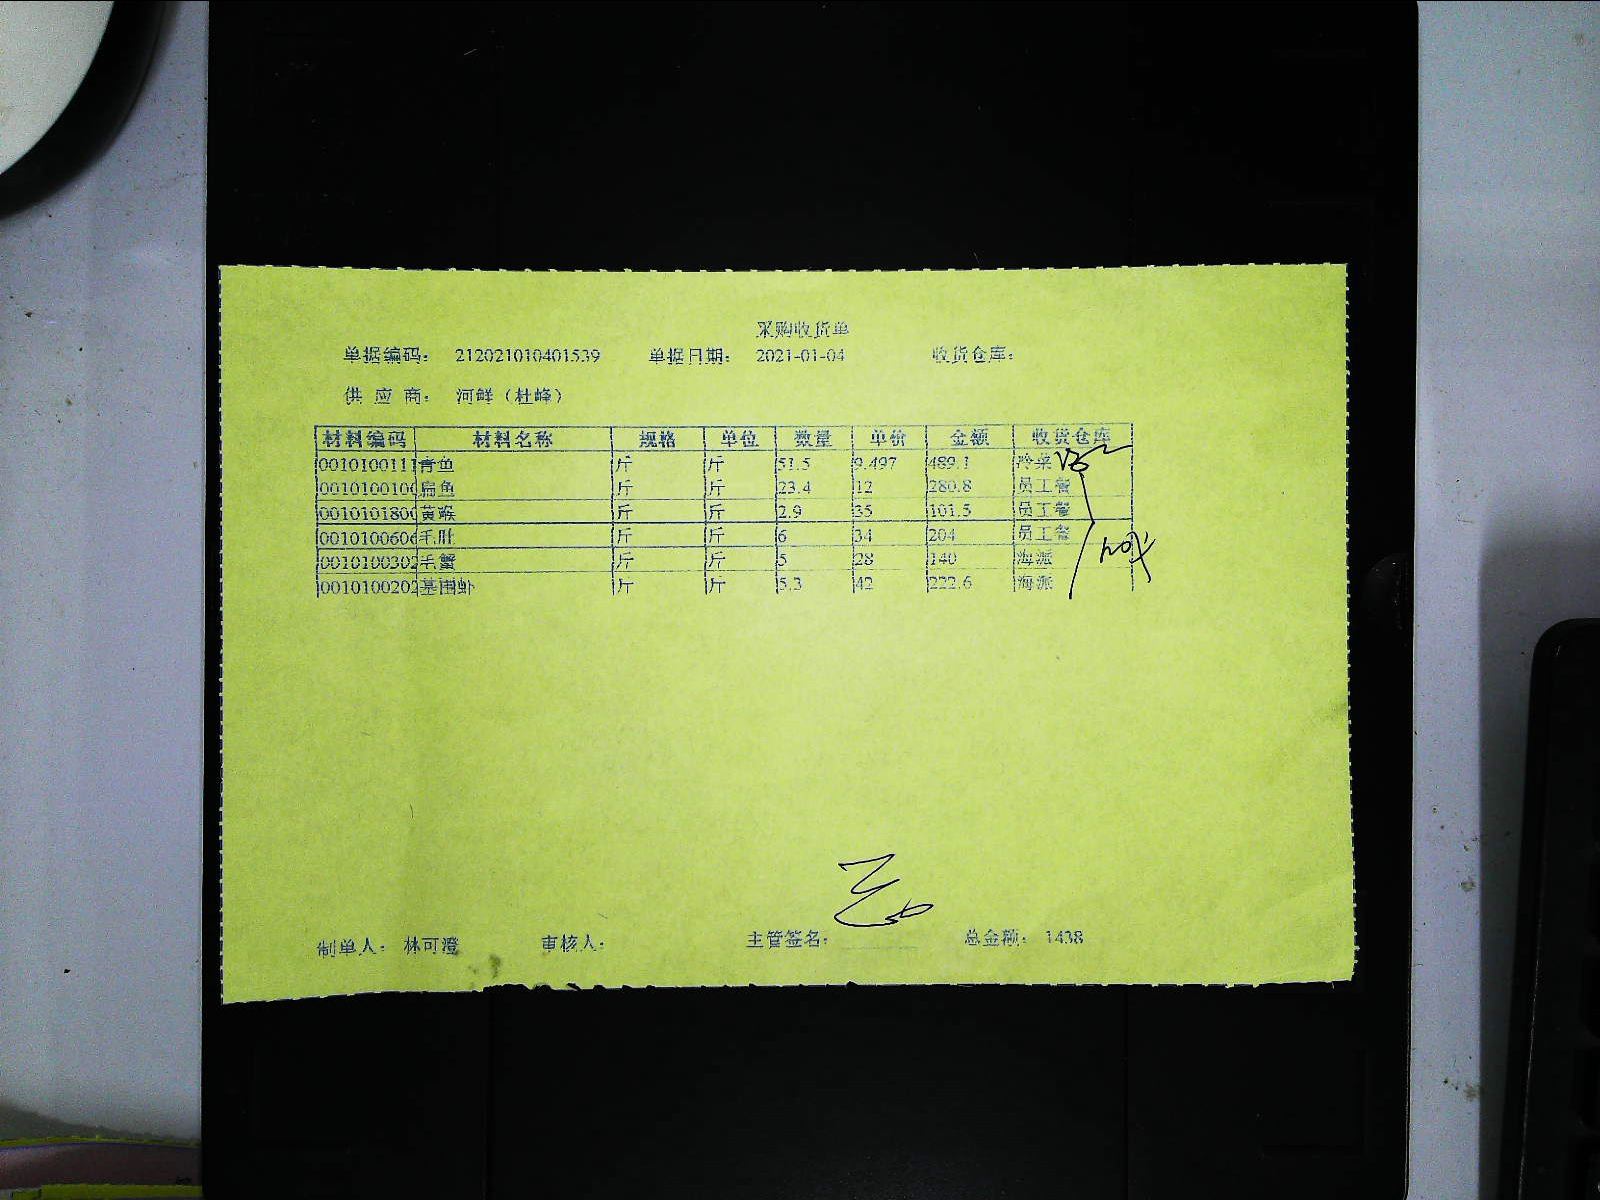 采购收货单
单据编码： 212021010401539 单据日期： 2021-01-04 收货仓库：
供 应 商： 河鲜（杜峰）
材料编码 材料名称 规格 单位 数量 单价 金额 收货仓库
0010100111 青鱼 斤 斤 51.5 9.497 489.1 冷菜
0010100100 扁鱼 斤 斤 23.4 12 280.8 员工餐
0010101800 黄喉 斤 斤 2.9 35 101.5 员工餐
0010100606 毛肚 斤 斤 6 34 204 员工餐
0010100302 毛蟹 斤 斤 5 28 140 海派
0010100202 基围虾 斤 斤 5.3 42 222.6 海派
制单人： 林可澄 审核人： 主管签名： 总金额： 1438